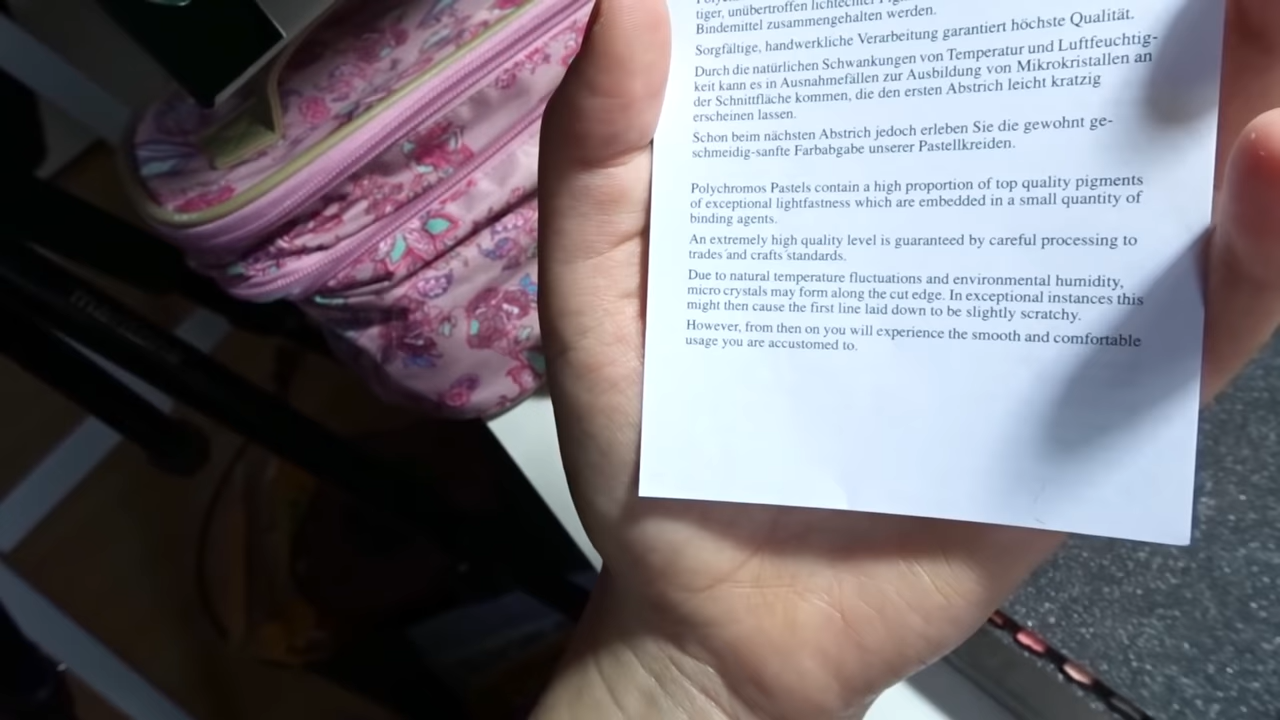 tiger, unübertroffen lichtechter
Bindemittel zusammengehalten werden.
Sorgfältige, handwerkliche Verarbeitung garantiert höchste Qualität.
Durch die natürlichen Schwankungen von Temperatur und Luftfeuchtig-
keit kann es in Ausnahmefällen zur Ausbildung von Mikrokristallen an
der Schnittfläche kommen, die den ersten Abstrich leicht kratzig
erscheinen lassen.
Schon beim nächsten Abstrich jedoch erleben Sie die gewohnt ge-
schmeidig-sanfte Farbabgabe unserer Pastellkreiden.
Polychromos Pastels contain a high proportion of top quality pigments
of exceptional lightfastness which are embedded in a small quantity of
binding agents.
An extremely high quality level is guaranteed by careful processing to
trades and crafts standards.
Due to natural temperature fluctuations and environmental humidity,
micro crystals may form along the cut edge. In exceptional instances this
might then cause the first line laid down to be slightly scratchy.
However, from then on you will experience the smooth and comfortable
usage you are accustomed to.